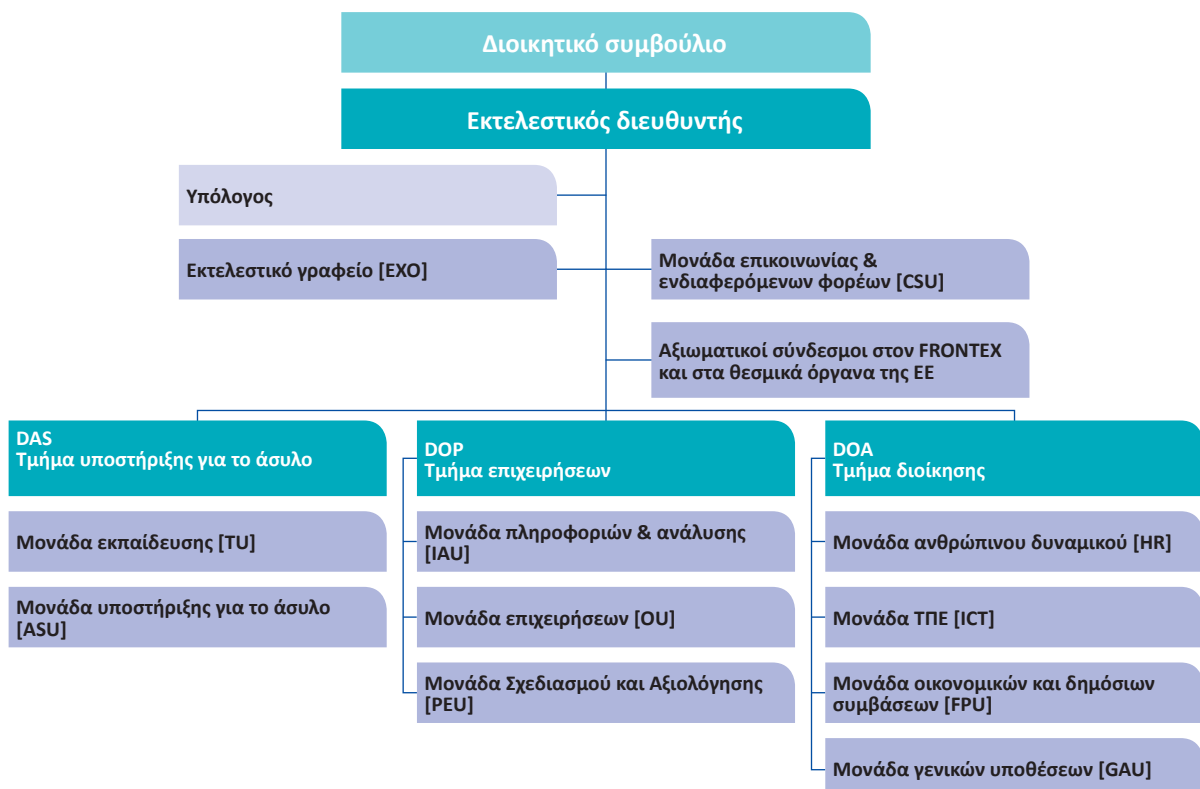 Διοικητικό συμβούλιο
Εκτελεστικός διευθυντής
Υπόλογος
Εκτελεστικό γραφείο [EXO]
Μονάδα επικοινωνίας &
ενδιαφερόμενων φορέων [CSU]
Αξιωματικοί σύνδεσμοι στον FRONTEX
και στα θεσμικά όργανα της ΕΕ
DAS
Τμήμα υποστήριξης για το άσυλο
Μονάδα εκπαίδευσης [TU]
Μονάδα υποστήριξης για το άσυλο
[ASU]
DOP
Τμήμα επιχειρήσεων
Μονάδα πληροφοριών & ανάλυσης
[IAU]
Μονάδα επιχειρήσεων [OU]
Μονάδα Σχεδιασμού και Αξιολόγησης
[PEU]
DOA
Τμήμα διοίκησης
Μονάδα ανθρώπινου δυναμικού [HR]
Μονάδα ΤΠΕ [ICT]
Μονάδα οικονομικών και δημόσιων
συμβάσεων [FPU]
Μονάδα γενικών υποθέσεων [GAU]